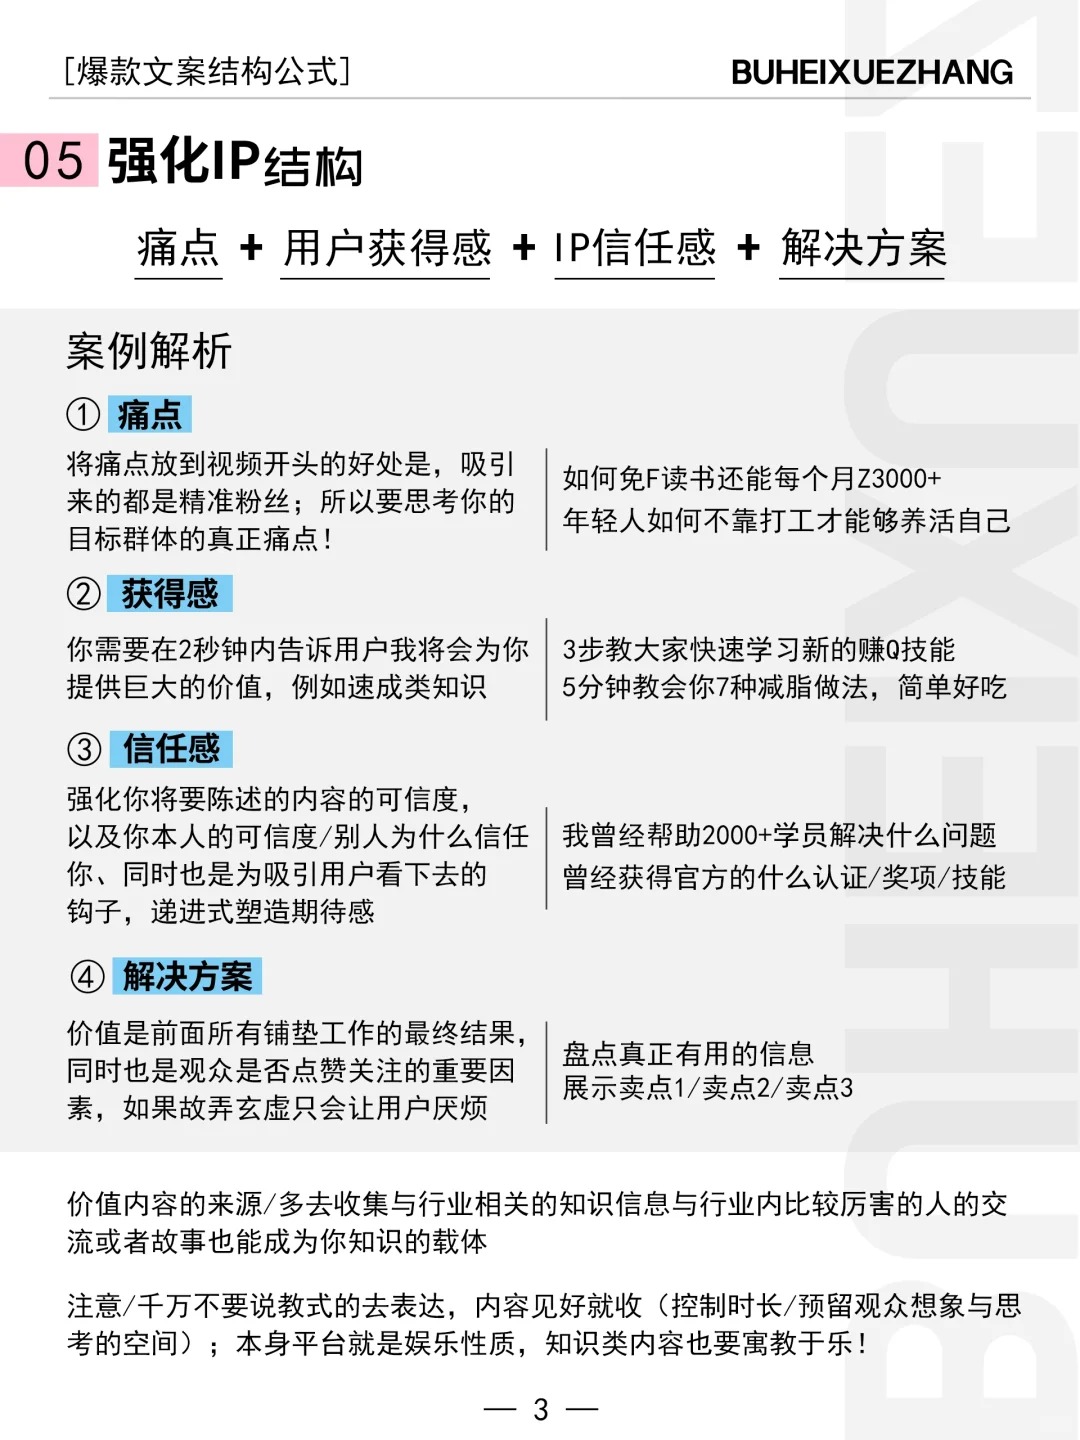 [爆款文案结构公式]
BUHEIXUEZHANG
05 强化IP结构
痛点 + 用户获得感 + IP信任感 + 解决方案
案例解析
① 痛点
将痛点放到视频开头的好处是，吸引
来的都是精准粉丝；所以要思考你的
目标群体的真正痛点！
如何免F读书还能每个月Z3000+
年轻人如何不靠打工才能够养活自己
② 获得感
你需要在2秒钟内告诉用户我将会为你
提供巨大的价值，例如速成类知识
3步教大家快速学习新的赚Q技能
5分钟教会你7种减脂做法，简单好吃
③ 信任感
强化你将要陈述的内容的可信度，
以及你本人的可信度/别人为什么信任
你、同时也是为吸引用户看下去的
钩子，递进式塑造期待感
我曾经帮助2000+学员解决什么问题
曾经获得官方的什么认证/奖项/技能
④ 解决方案
价值是前面所有铺垫工作的最终结果，
同时也是观众是否点赞关注的重要因
素，如果故弄玄虚只会让用户厌烦
盘点真正有用的信息
展示卖点1/卖点2/卖点3
价值内容的来源/多去收集与行业相关的知识信息与行业内比较厉害的人的交
流或者故事也能成为你知识的载体
注意/千万不要说教式的去表达，内容见好就收（控制时长/预留观众想象与思
考的空间）；本身平台就是娱乐性质，知识类内容也要寓教于乐！
— 3 —
BUHEIXUEZ